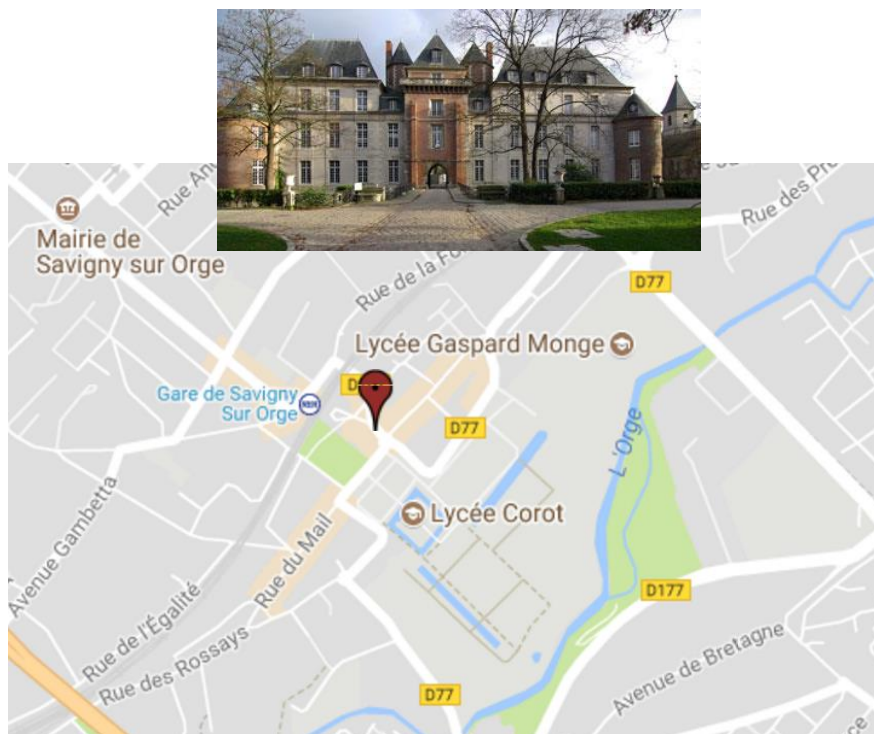 Rue An
Rue des Pr
Mairie de
Savigny sur Orge
Rue de la Fo
D77
Lycée Gaspard Monge
D
Gare de Savigny
Sur Orge
D77
L 'Orge
Lycée Corot
Avenue Gambetta
Rue du Mail
D177
Rue de l'Égalité
Rue des Rossays
Avenue de Bretagne
D77
ce